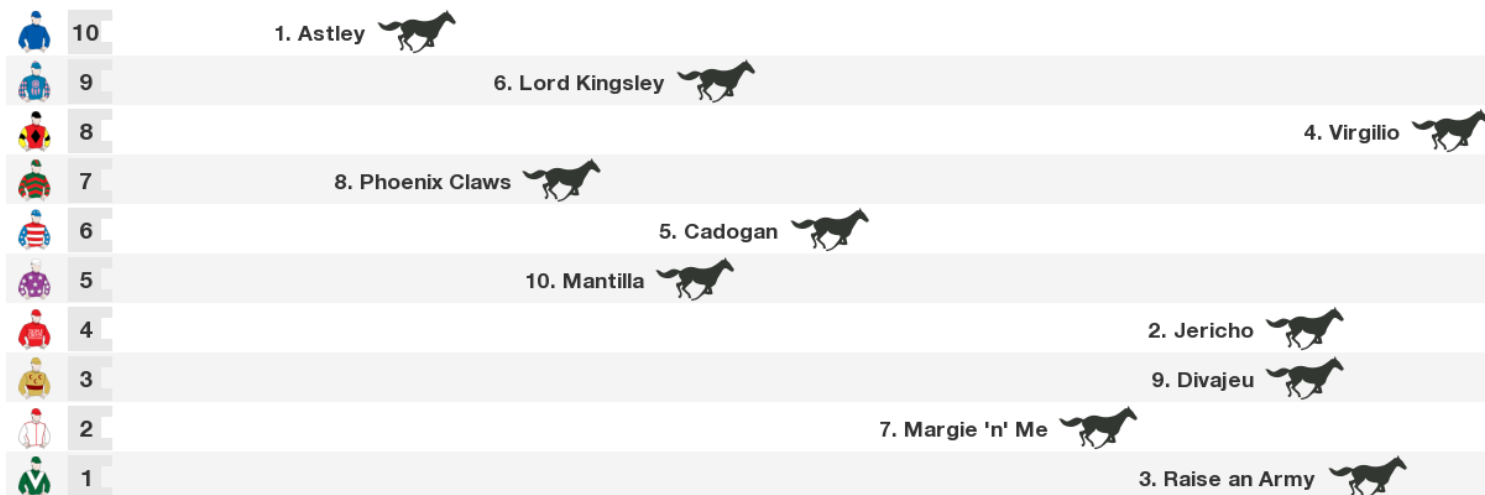 10 1. Astley
9 6. Lord Kingsley
8 4. Virgilio
7 8. Phoenix Claws
6 5. Cadogan
5 10. Mantilla
4 2. Jericho
3 9. Divajeu
2 7. Margie 'n' Me
1 3. Raise an Army